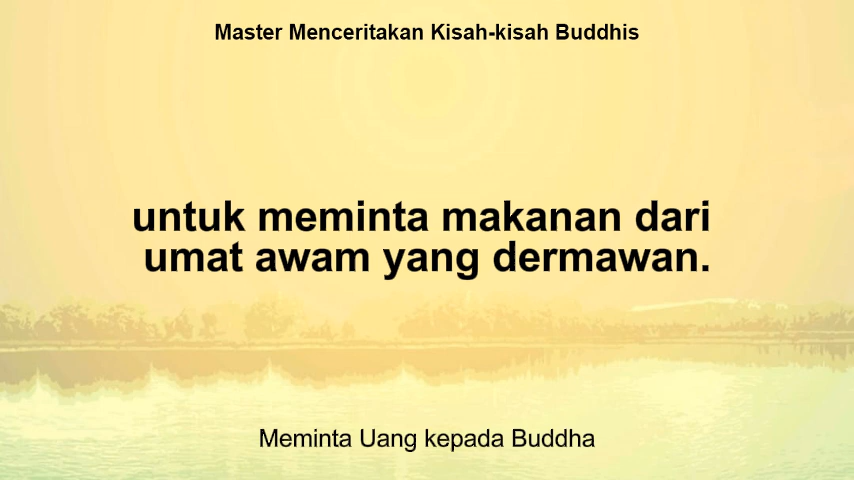 Master Menceritakan Kisah-kisah Buddhis
untuk meminta makanan dari
umat awam yang dermawan.
Meminta Uang kepada Buddha